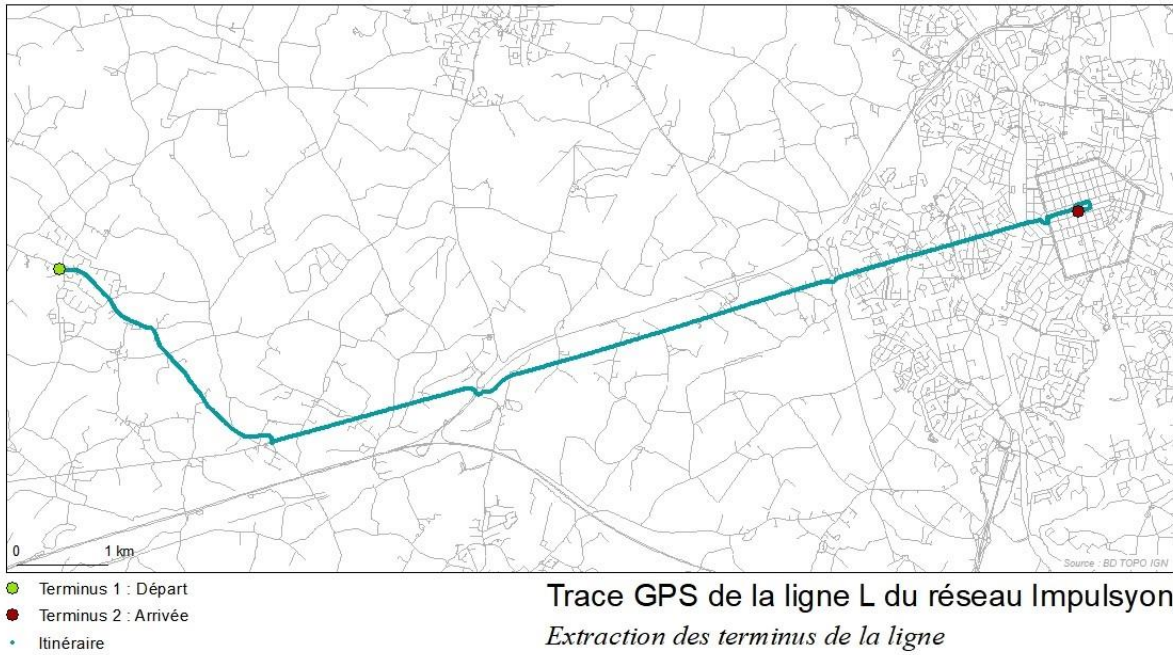 0 1 km
Source : BD TOPO IGN
Terminus 1 : Départ
Terminus 2 : Arrivée
Itinéraire
Trace GPS de la ligne L du réseau Impulsyon
Extraction des terminus de la ligne